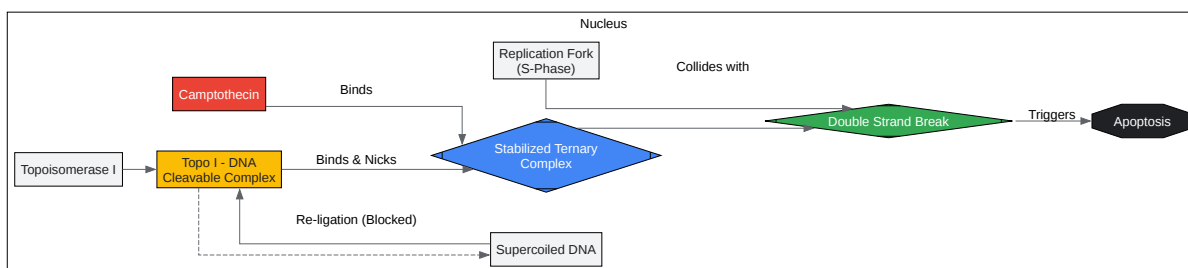 Nucleus
Replication Fork
(S-Phase)
Collides with
Camptothecin
Binds
Double Strand Break
Triggers
Apoptosis
Stabilized Ternary
Complex
Topoisomerase I
Topo I - DNA
Cleavable Complex
Binds & Nicks
Re-ligation (Blocked)
Supercoiled DNA